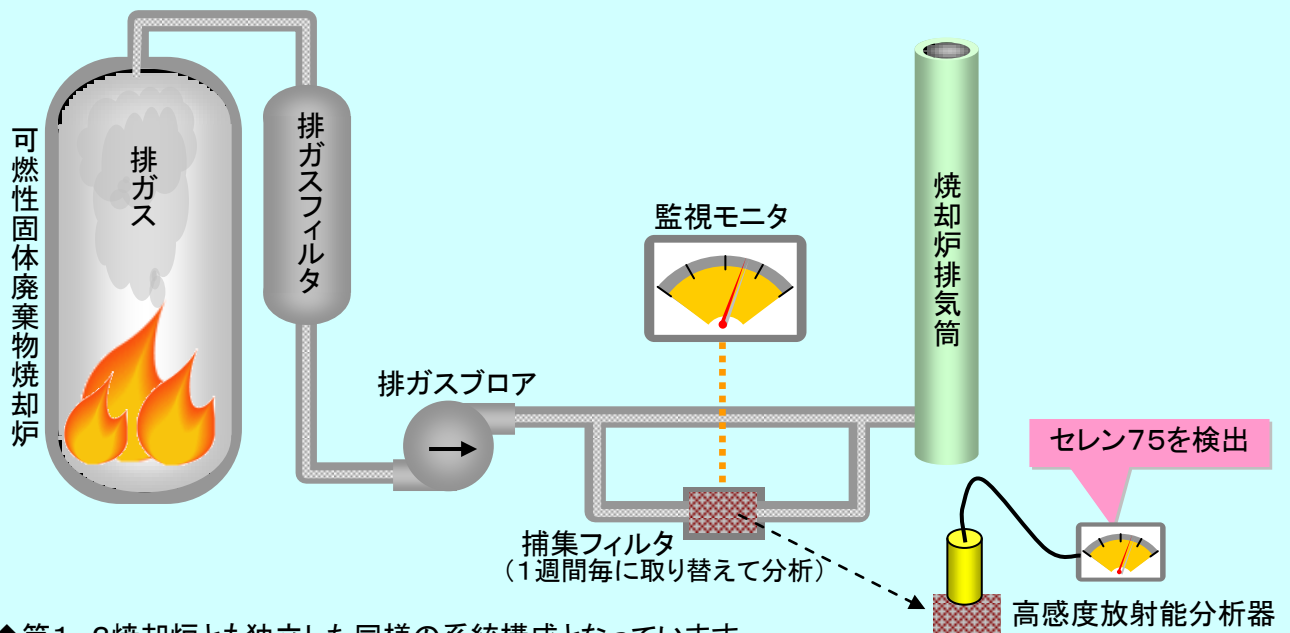 可燃性固体廃棄物焼却炉
排ガス
排ガスフィルタ
排ガスブロア
監視モニタ
捕集フィルタ
(1週間毎に取り替えて分析)
焼却炉排気筒
セレン75を検出
高感度放射能分析器